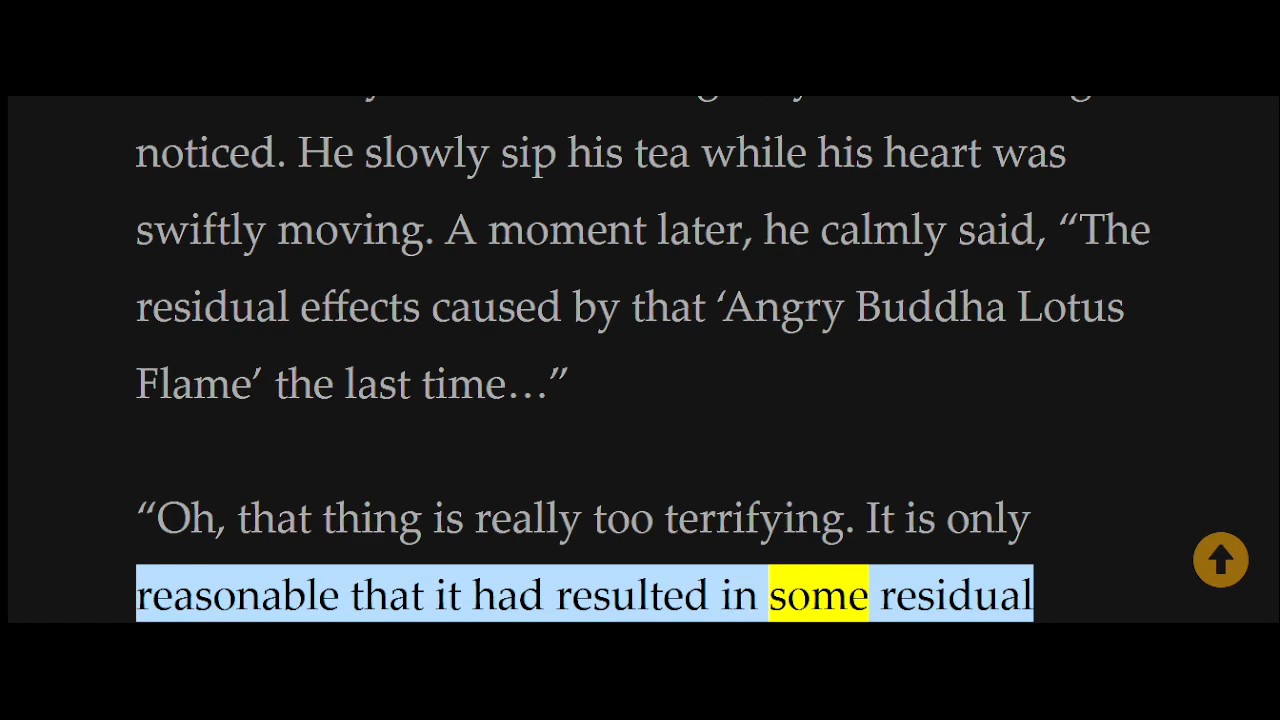 noticed. He slowly sip his tea while his heart was
swiftly moving. A moment later, he calmly said, “The
residual effects caused by that ‘Angry Buddha Lotus
Flame’ the last time…”
“Oh, that thing is really too terrifying. It is only
reasonable that it had resulted in some residual